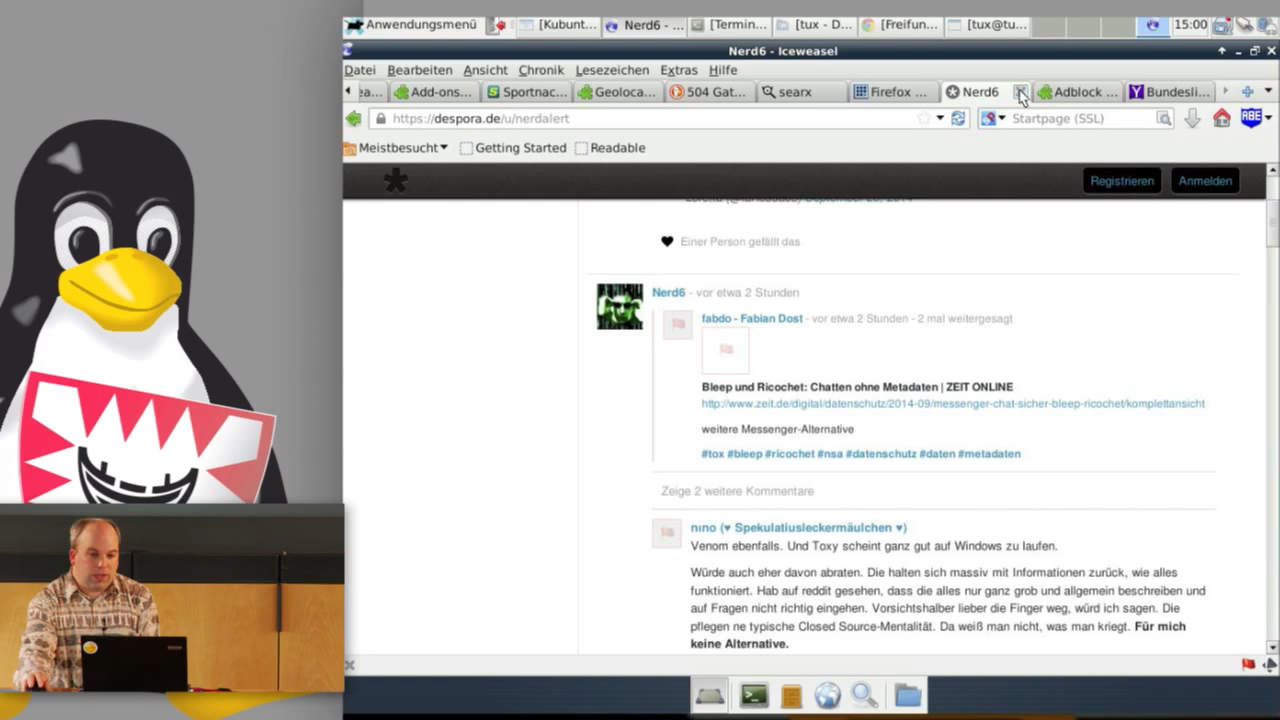 Anwendungsmenü
[Kubunt...
Nerd6 - ...
[Termin...
[tux - D...
[Freifun...
[tux@tu...
15:00
Nerd6 - Iceweasel
Datei Bearbeiten Ansicht Chronik Lesezeichen Extras Hilfe
ea...
Add-ons...
Sportnac...
Geoloca...
504 Gat...
searx
Firefox ...
Nerd6
Adblock ...
Bundesli...
https://despora.de/u/nerdalert
Startpage (SSL)
ABE
Meistbesucht
Getting Started
Readable
Registrieren
Anmelden
Einer Person gefällt das
Nerd6 - vor etwa 2 Stunden
fabdo - Fabian Dost - vor etwa 2 Stunden - 2 mal weitergesagt
Bleep und Ricochet: Chatten ohne Metadaten | ZEIT ONLINE
http://www.zeit.de/digital/datenschutz/2014-09/messenger-chat-sicher-bleep-ricochet/komplettansicht
weitere Messenger-Alternative
#tox #bleep #ricochet #nsa #datenschutz #daten #metadaten
Zeige 2 weitere Kommentare
nıno (♥ Spekulatiusleckermäulchen ♥)
Venom ebenfalls. Und Toxy scheint ganz gut auf Windows zu laufen.
Würde auch eher davon abraten. Die halten sich massiv mit Informationen zurück, wie alles
funktioniert. Hab auf reddit gesehen, dass die alles nur ganz grob und allgemein beschreiben und
auf Fragen nicht richtig eingehen. Vorsichtshalber lieber die Finger weg, würd ich sagen. Die
pflegen ne typische Closed Source-Mentalität. Da weiß man nicht, was man kriegt. Für mich
keine Alternative.